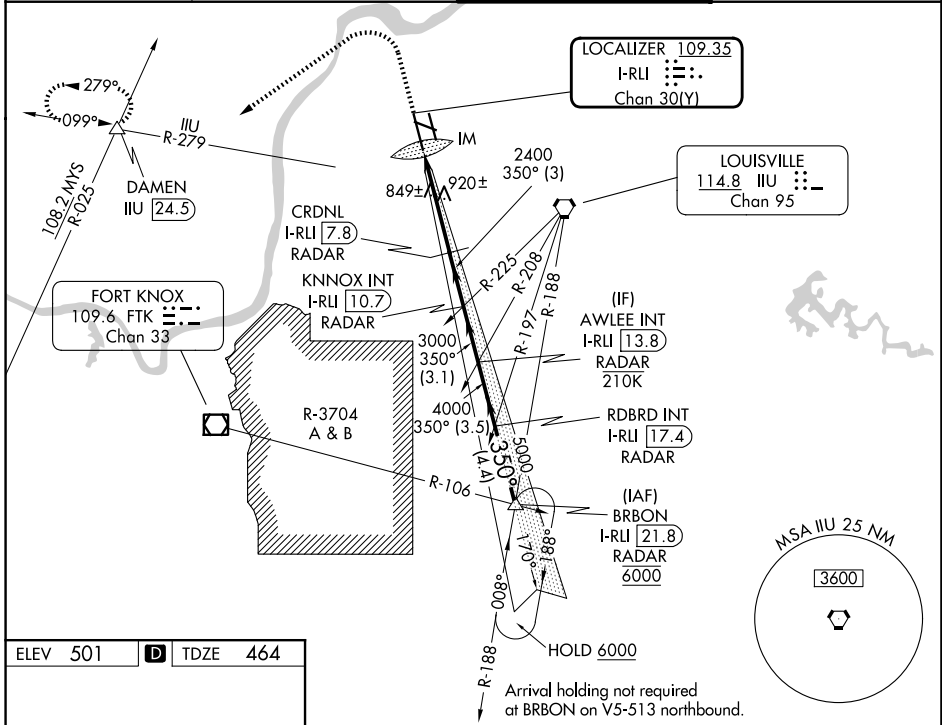 LOCALIZER 109.35
I-RLI
Chan 30(Y)
279°
099°
IIU
R-279
IM
DAMEN
IIU 24.5
108.2 MYS
R-025
849±
920±
2400
350° (3)
LOUISVILLE
114.8 IIU
Chan 95
CRDNL
I-RLI 7.8
RADAR
KNNOX INT
I-RLI 10.7
RADAR
R-225
R-208
R-197
R-188
FORT KNOX
109.6 FTK
Chan 33
3000
350°
(3.1)
(IF)
AWLEE INT
I-RLI 13.8
RADAR
210K
4000
350° (3.5)
R-3704
A & B
RDBRD INT
I-RLI 17.4
RADAR
5000
350°
(4.4)
R-106
(IAF)
BRBON
I-RLI 21.8
RADAR
6000
170°
188°
008°
R-188
HOLD 6000
MSA IIU 25 NM
3600
Arrival holding not required
at BRBON on V5-513 northbound.
ELEV 501 D TDZE 464